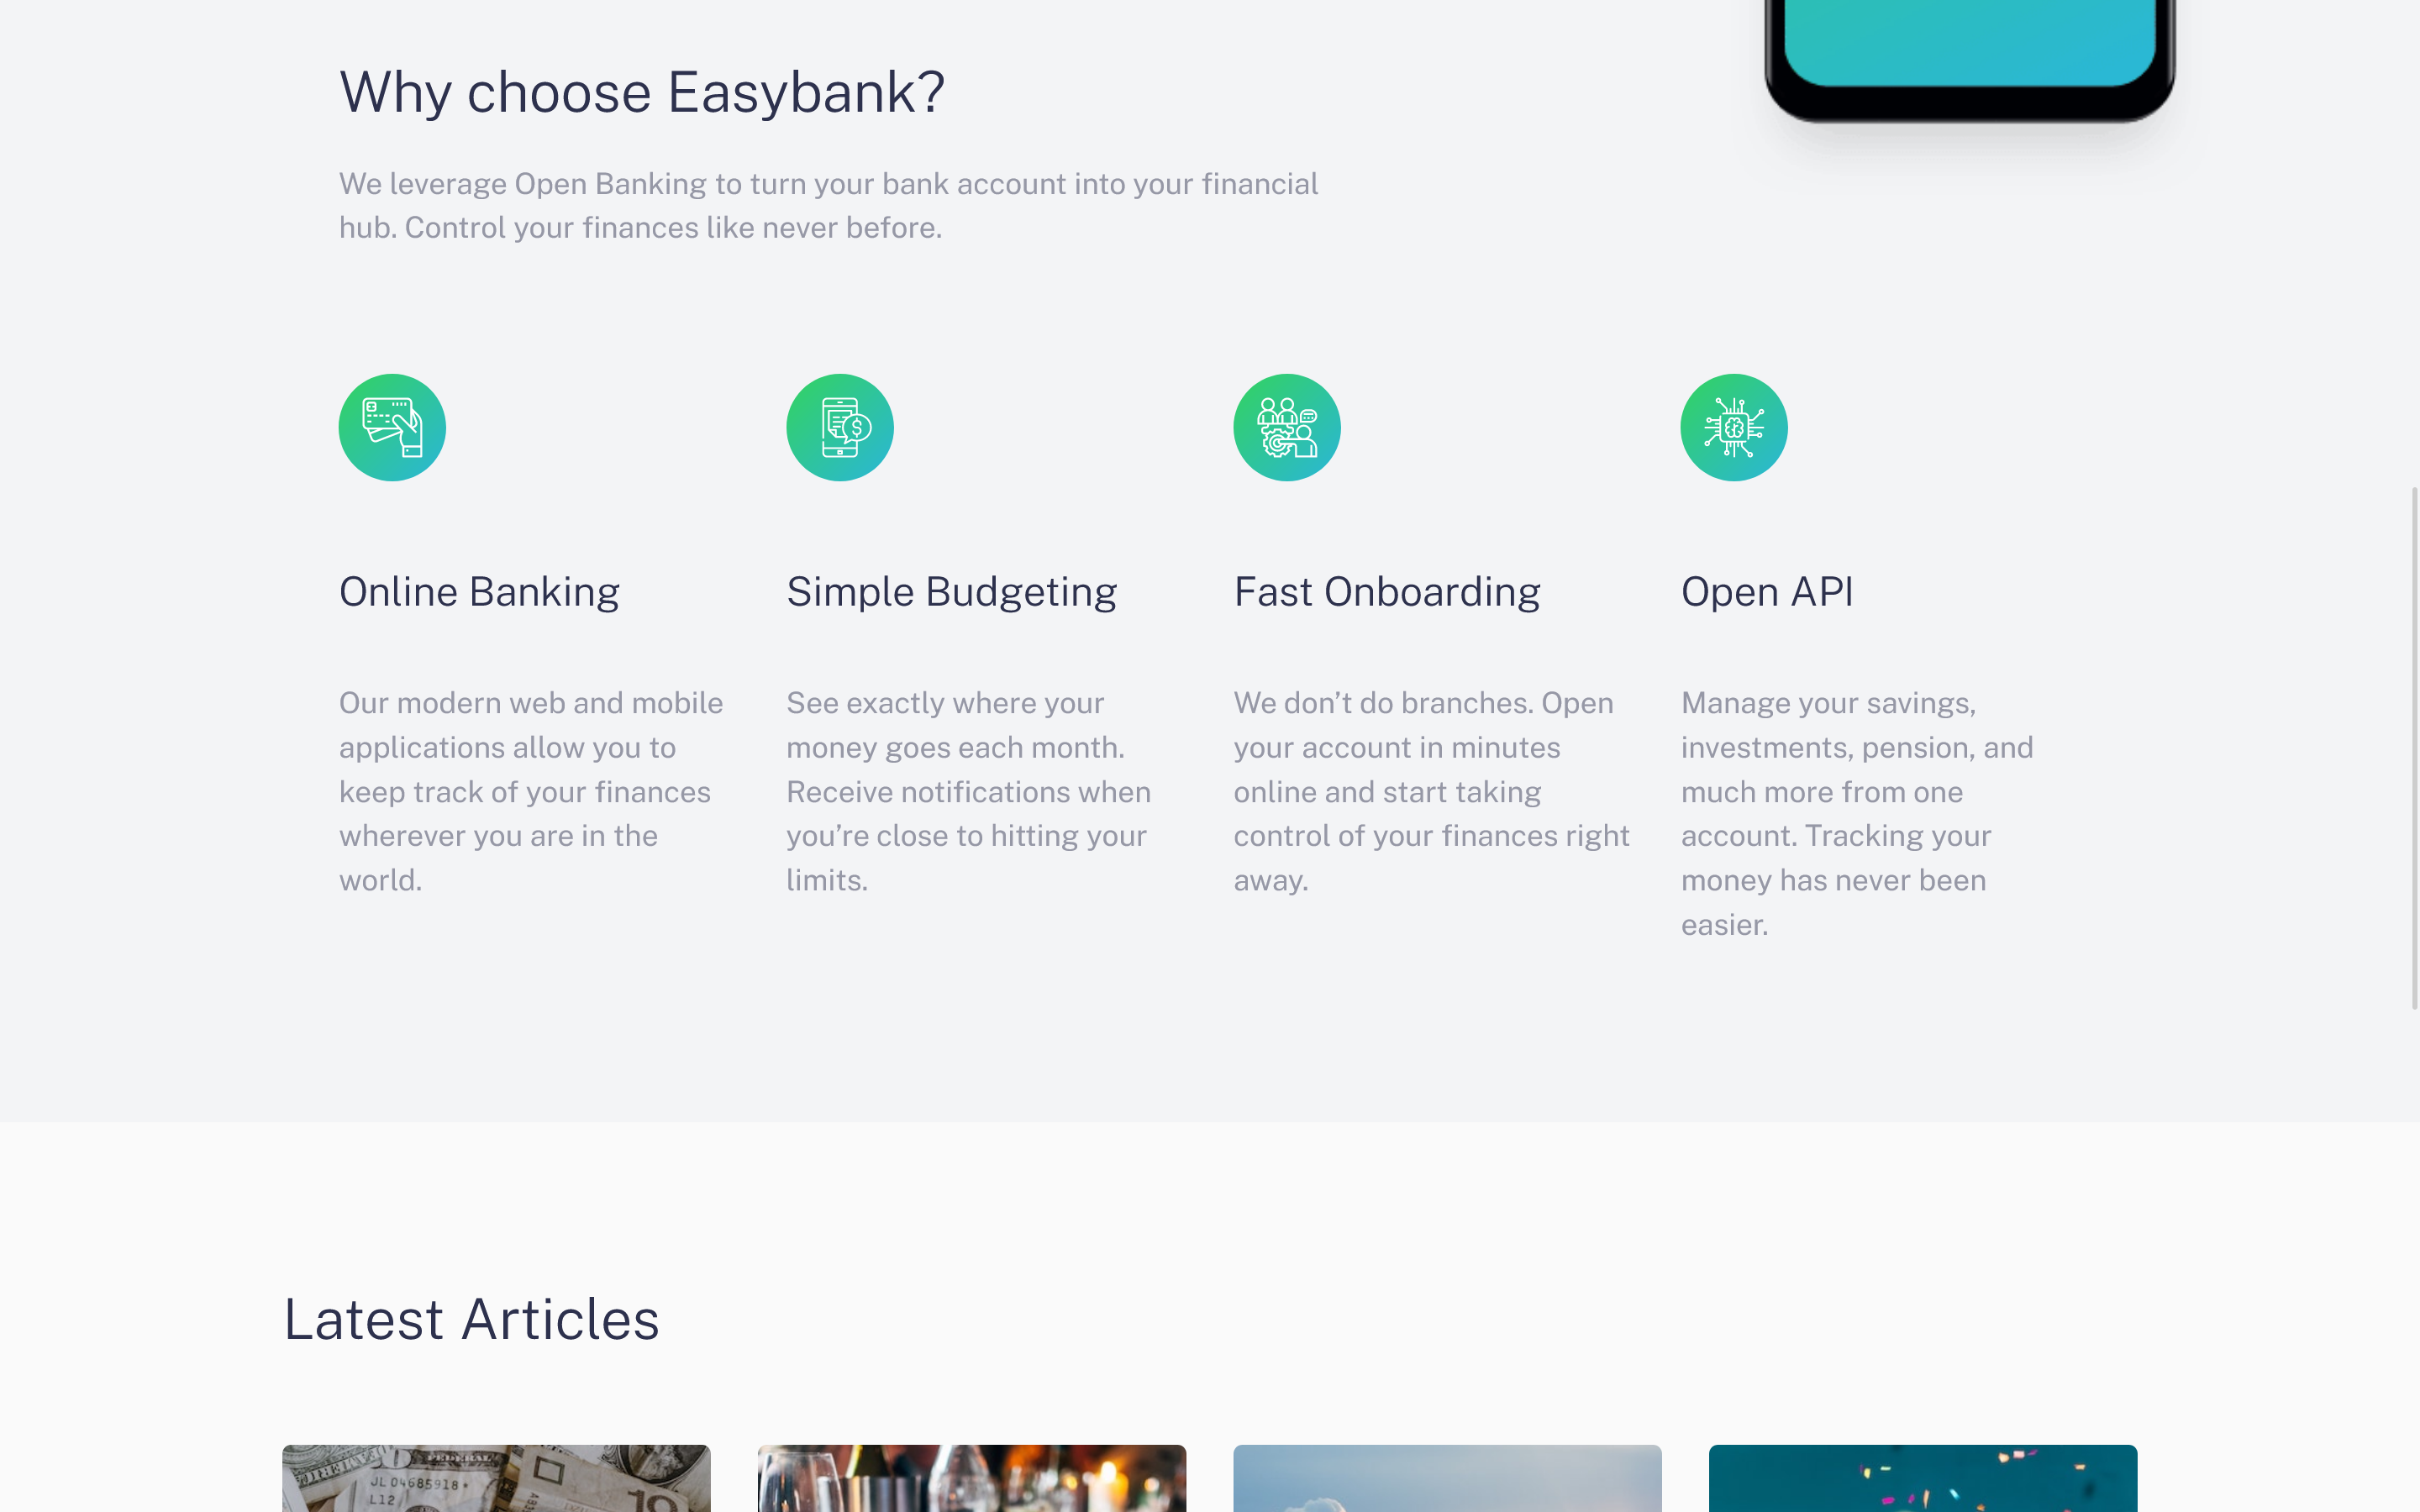 Why choose Easybank?
We leverage Open Banking to turn your bank account into your financial
hub. Control your finances like never before.
Online Banking
Our modern web and mobile
applications allow you to
keep track of your finances
wherever you are in the
world.
Simple Budgeting
See exactly where your
money goes each month.
Receive notifications when
you’re close to hitting your
limits.
Fast Onboarding
We don’t do branches. Open
your account in minutes
online and start taking
control of your finances right
away.
Open API
Manage your savings,
investments, pension, and
much more from one
account. Tracking your
money has never been
easier.
Latest Articles
JL 04685918*
L12
10